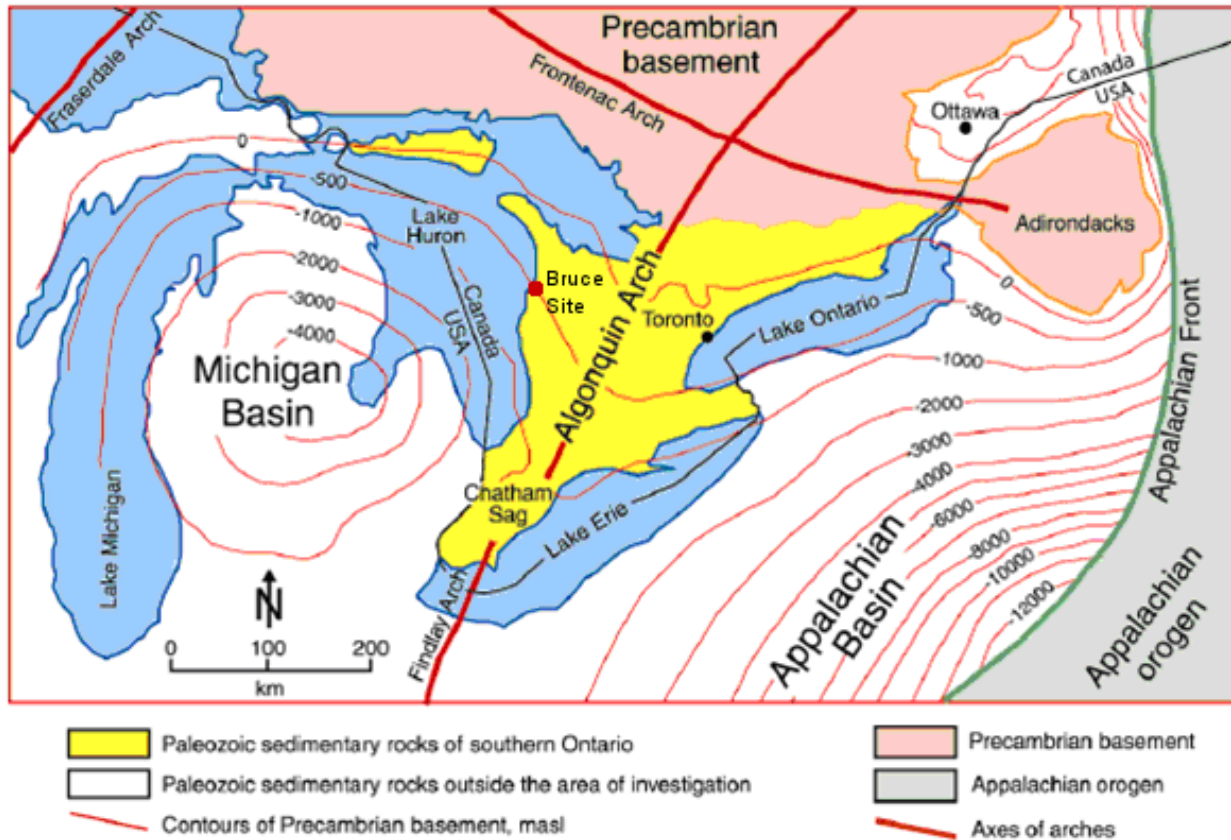 Precambrian
basement
Fraserdale Arch
Frontenac Arch
Canada
USA
Ottawa
0
-500
-1000
-2000
-3000
-4000
Lake
Huron
Canada
USA
Bruce
Site
Algonquin Arch
Toronto
Lake Ontario
Adirondacks
0
-500
-1000
-2000
-3000
-4000
-6000
-8000
-10000
-12000
Michigan
Basin
Lake Michigan
Chatham
Sag
Lake Erie
Findlay Arch
Appalachian
Basin
Appalachian Front
Appalachian
orogen
N
0 100 200
km
Paleozoic sedimentary rocks of southern Ontario
Paleozoic sedimentary rocks outside the area of investigation
Contours of Precambrian basement, masl
Precambrian basement
Appalachian orogen
Axes of arches